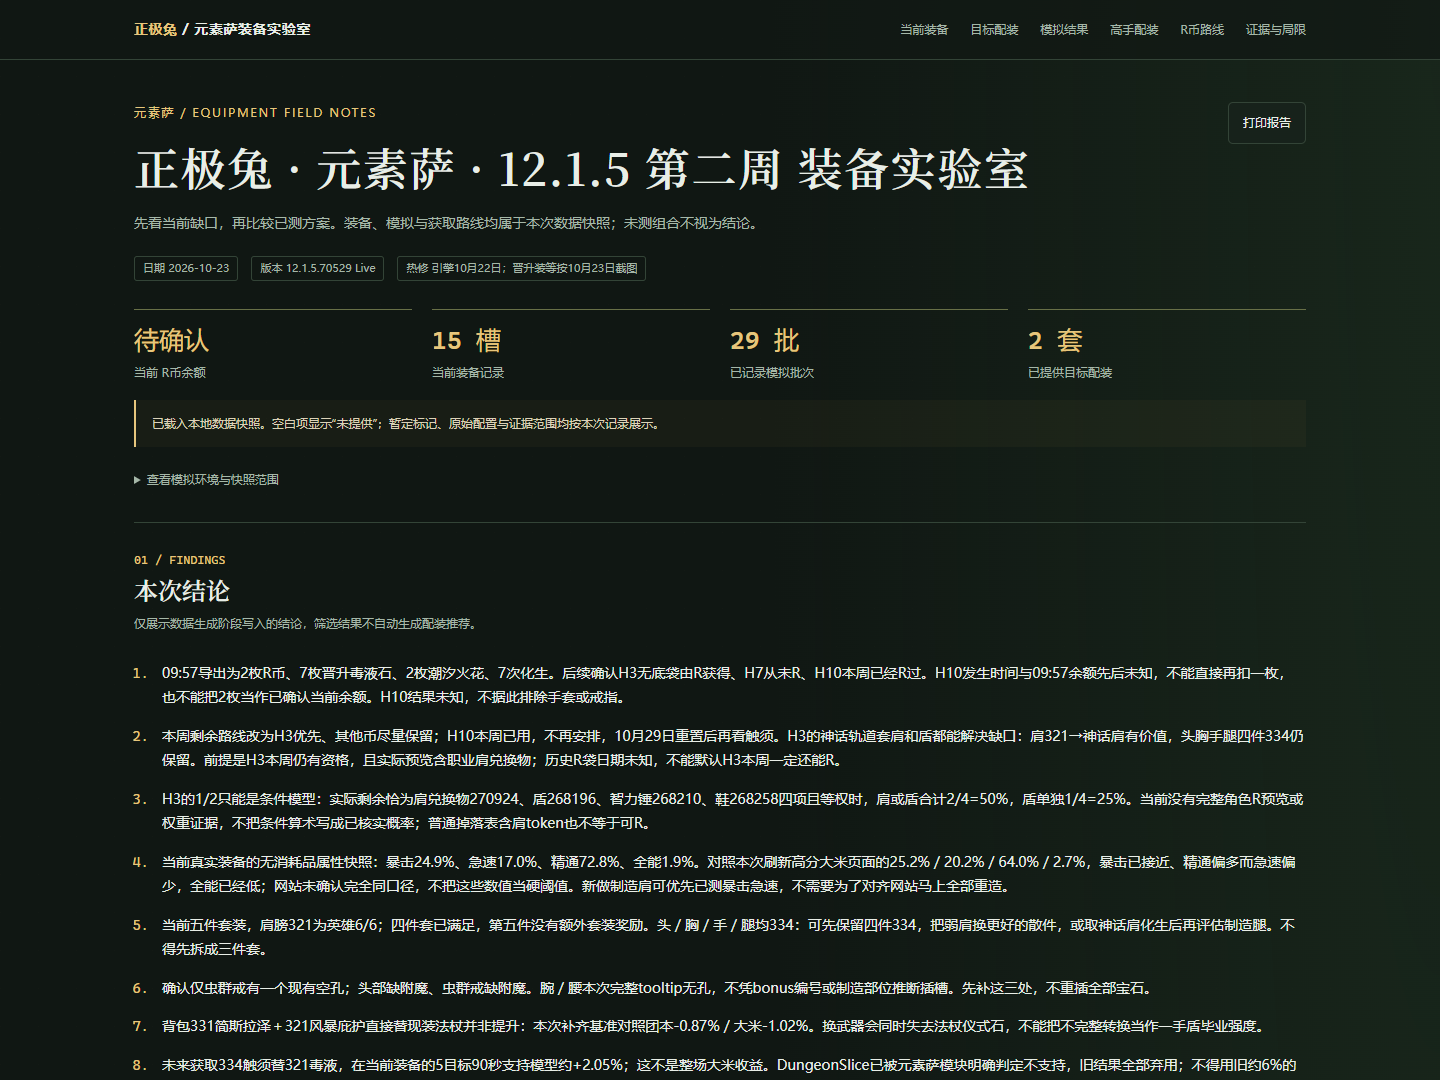 正极兔 / 元素萨装备实验室
当前装备 目标配装 模拟结果 高手配装 R币路线 证据与局限
元素萨 / EQUIPMENT FIELD NOTES
打印报告
正极兔 · 元素萨 · 12.1.5 第二周 装备实验室
先看当前缺口，再比较已测方案。装备、模拟与获取路线均属于本次数据快照；未测组合不视为结论。
日期 2026-10-23 版本 12.1.5.70529 Live 热修 引擎10月22日；晋升装等按10月23日截图
待确认 15 槽 29 批 2 套
当前 R币余额 当前装备记录 已记录模拟批次 已提供目标配装
已载入本地数据快照。空白项显示“未提供”；暂定标记、原始配置与证据范围均按本次记录展示。
▶ 查看模拟环境与快照范围
01 / FINDINGS
本次结论
仅展示数据生成阶段写入的结论，筛选结果不自动生成配装推荐。
1. 09:57导出为2枚R币、7枚晋升毒液石、2枚潮汐火花、7次化生。后续确认H3无底袋由R获得、H7从未R、H10本周已经R过。H10发生时间与09:57余额先后未知，不能直接再扣一枚，
也不能把2枚当作已确认当前余额。H10结果未知，不据此排除手套或戒指。
2. 本周剩余路线改为H3优先、其他币尽量保留；H10本周已用，不再安排，10月29日重置后再看触须。H3的神话轨道套肩和盾都能解决缺口：肩321→神话肩有价值，头胸手腿四件334仍
保留。前提是H3本周仍有资格，且实际预览含职业肩兑换物；历史R袋日期未知，不能默认H3本周一定还能R。
3. H3的1/2只能是条件模型：实际剩余恰为肩兑换物270924、盾268196、智力锤268210、鞋268258四项目等权时，肩或盾合计2/4=50%，盾单独1/4=25%。当前没有完整角色R预览或
权重证据，不把条件算术写成已核实概率；普通掉落表含肩token也不等于可R。
4. 当前真实装备的无消耗品属性快照：暴击24.9%、急速17.0%、精通72.8%、全能1.9%。对照本次刷新高分大米页面的25.2% / 20.2% / 64.0% / 2.7%，暴击已接近、精通偏多而急速偏
少，全能已经低；网站未确认完全同口径，不把这些数值当硬阈值。新做制造肩可优先已测暴击急速，不需要为了对齐网站马上全部重造。
5. 当前五件套装，肩膀321为英雄6/6；四件套已满足，第五件没有额外套装奖励。头 / 胸 / 手 / 腿均334：可先保留四件334，把弱肩换更好的散件，或取神话肩化生后再评估制造腿。不
得先拆成三件套。
6. 确认仅虫群戒有一个现有空孔；头部缺附魔、虫群戒缺附魔。腕 / 腰本次完整tooltip无孔，不凭bonus编号或制造部位推断插槽。先补这三处，不重插全部宝石。
7. 背包331简斯拉泽 + 321风暴庇护直接替现装法杖并非提升：本次补齐基准对照团本-0.87% / 大米-1.02%。换武器会同时失去法杖仪式石，不能把不完整转换当作一手盾毕业强度。
8. 未来获取334触须替321毒液，在当前装备的5目标90秒支持模型约+2.05%；这不是整场大米收益。DungeonSlice已被元素萨模块明确判定不支持，旧结果全部弃用；不得用旧约6%的